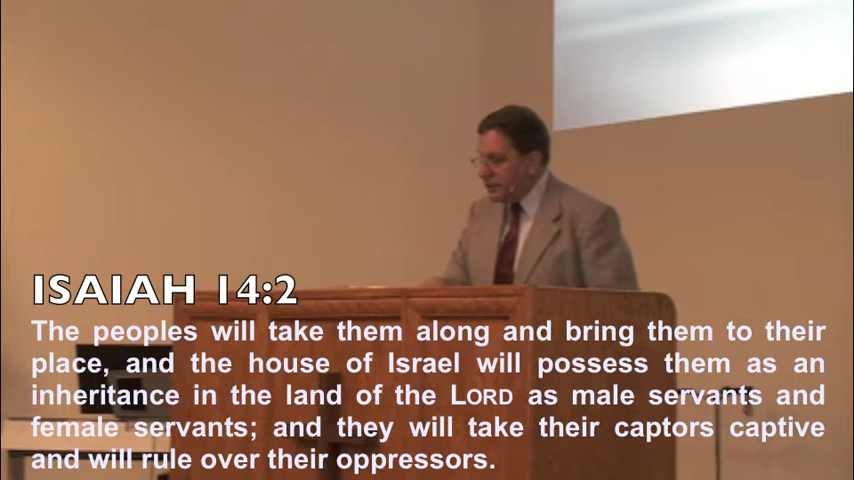 ISAIAH 14:2
The peoples will take them along and bring them to their
place, and the house of Israel will possess them as an
inheritance in the land of the LORD as male servants and
female servants; and they will take their captors captive
and will rule over their oppressors.